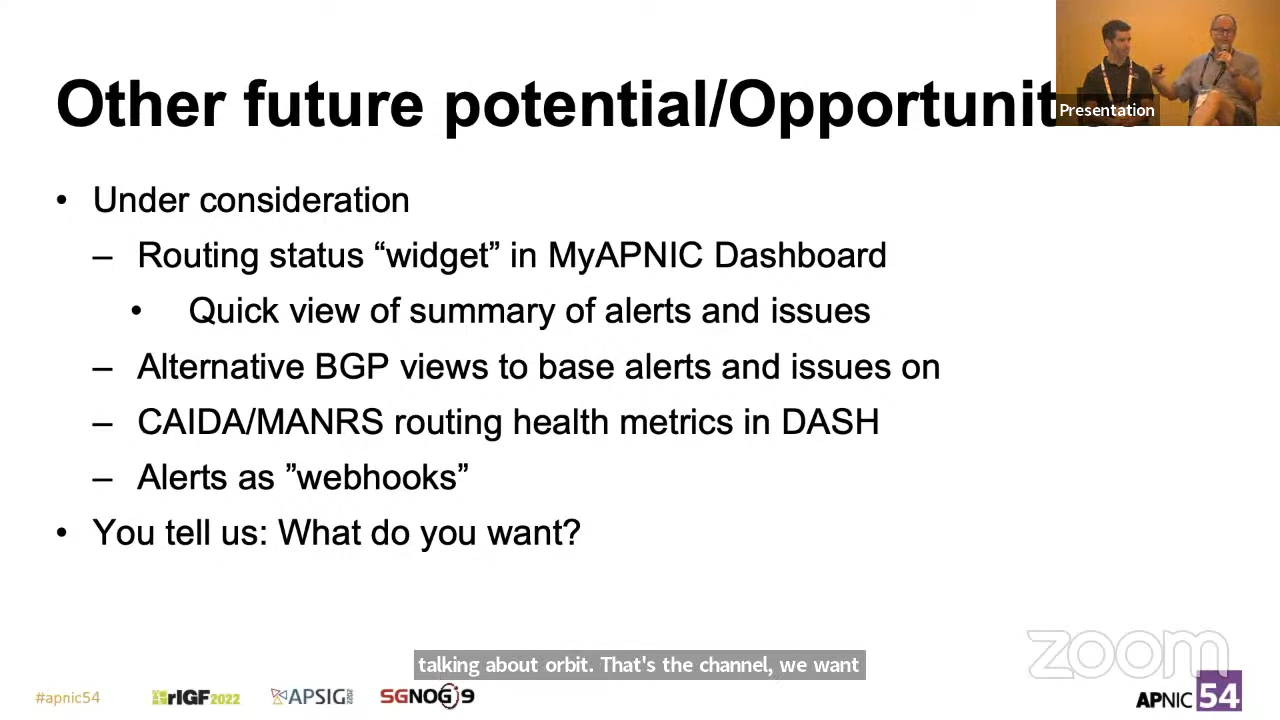 Other future potential/Opportunit
Presentation
• Under consideration
– Routing status “widget” in MyAPNIC Dashboard
• Quick view of summary of alerts and issues
– Alternative BGP views to base alerts and issues on
– CAIDA/MANRS routing health metrics in DASH
– Alerts as ”webhooks”
• You tell us: What do you want?
talking about orbit. That's the channel, we want
zoom
#apnic54
rIGF2022
APSIG
SGNOG 9
APNIC 54